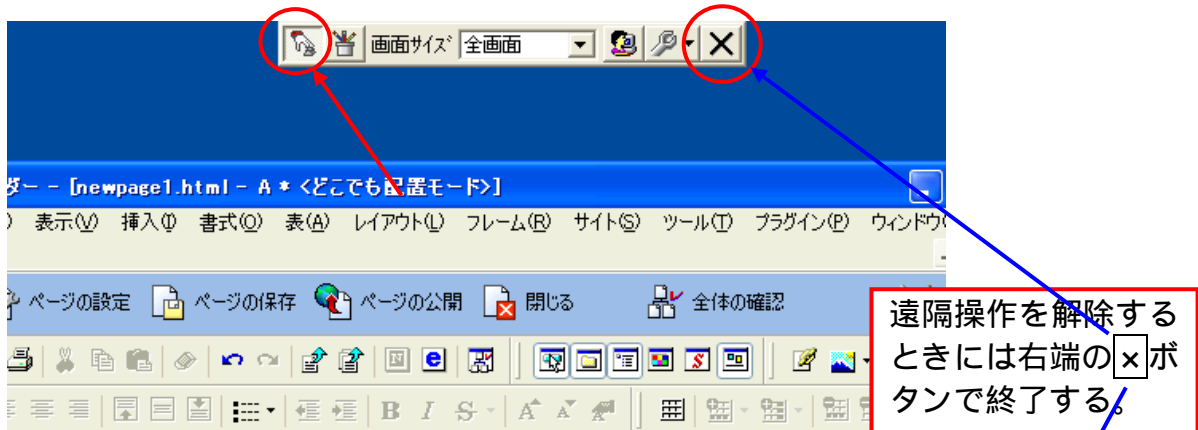 画面サイズ 全画面
ダー - [newpage1.html - A * <どこでも配置モード>]
) 表示(V) 挿入(I) 書式(O) 表(A) レイアウト(L) フレーム(R) サイト(S) ツール(T) プラグイン(P) ウィンドウ(
ページの設定 ページの保存 ページの公開 閉じる 全体の確認
B I S A A
遠隔操作を解除する
ときには右端の×ボ
タンで終了する。